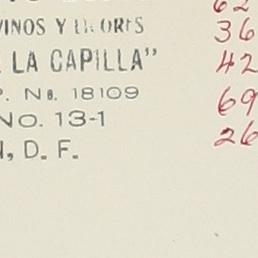 62
VINOS Y LICORES 36
LA CAPILLA" 42
P. No. 18109 69
No. 13-1 26
, D. F.